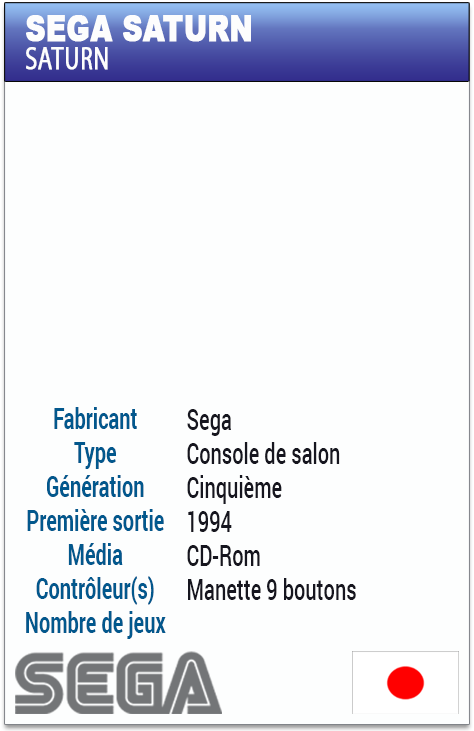 SEGA SATURN
SATURN
Fabricant Sega
Type Console de salon
Génération Cinquième
Première sortie 1994
Média CD-Rom
Contrôleur(s) Manette 9 boutons
Nombre de jeux
SEGA